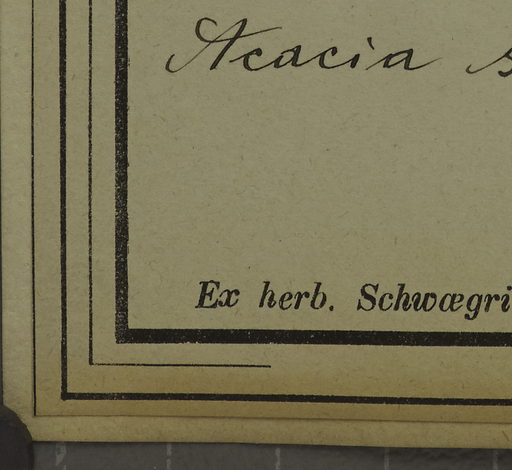 Acacia s
Ex herb. Schwægri